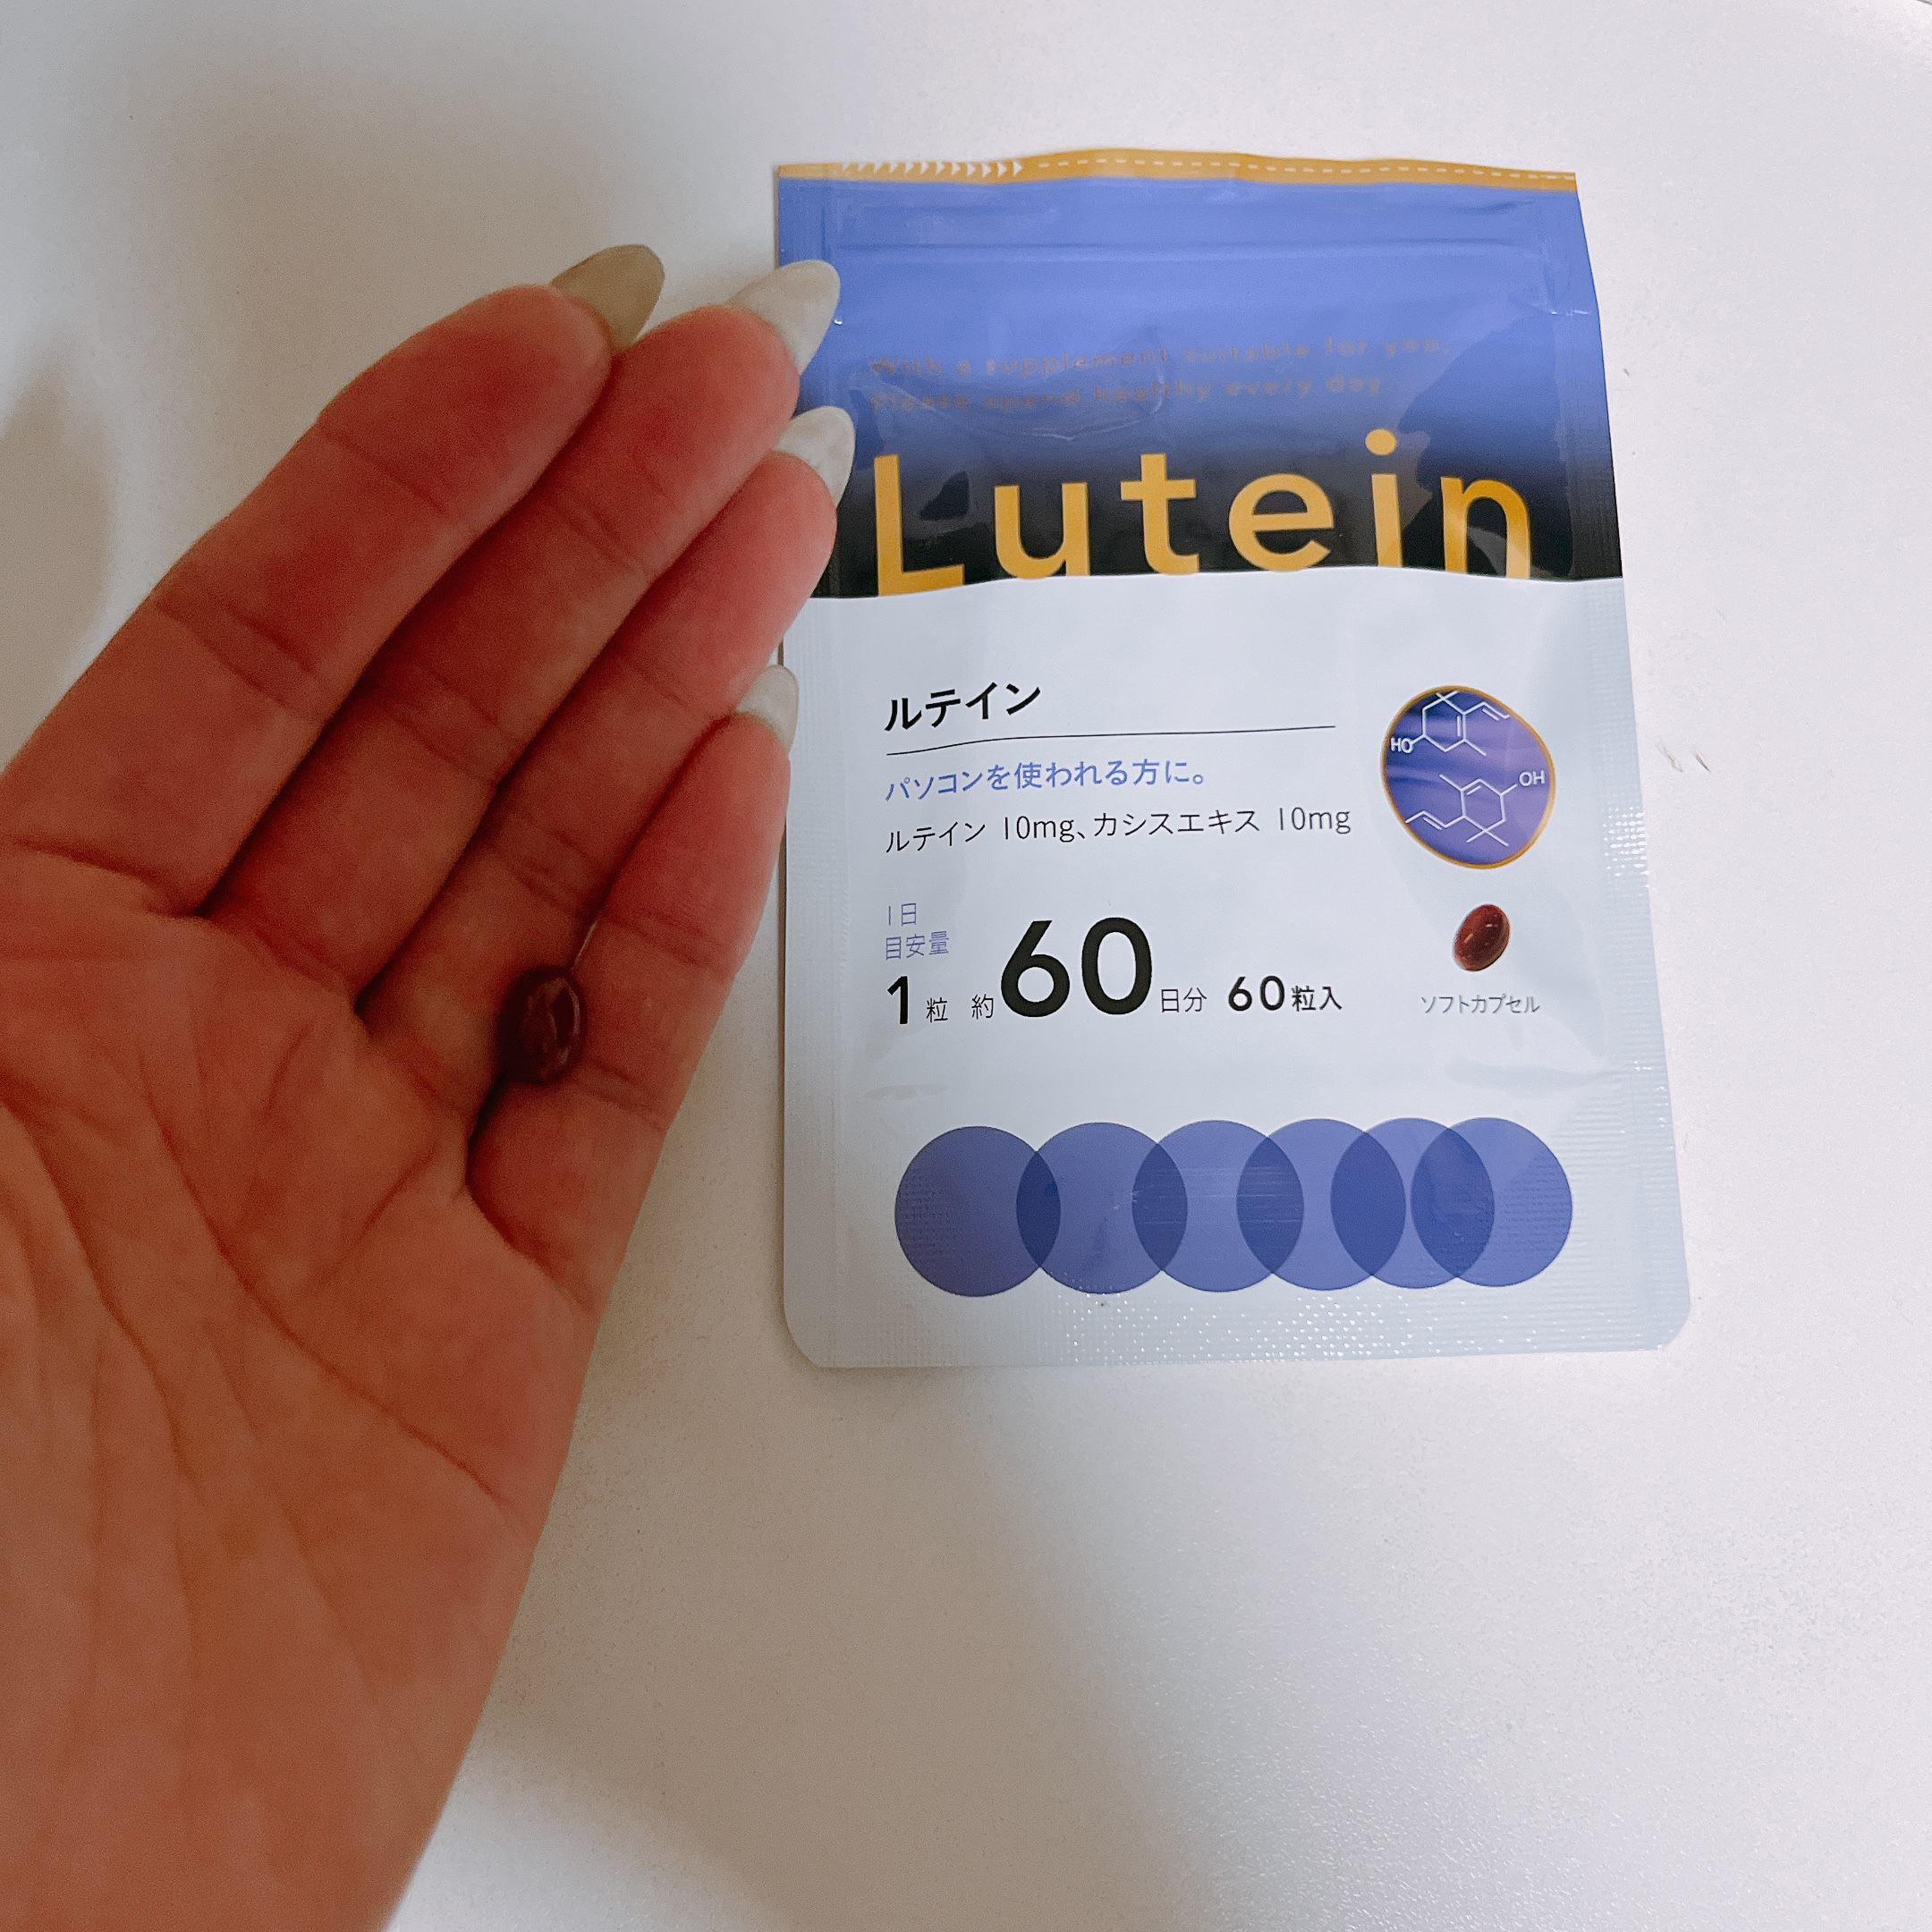 With a supplement suitable for you,
Please spend healthy every day.
Lutein
ルテイン
パソコンを使われる方に。
ルテイン 10mg、カシスエキス 10mg
HO
OH
1日
目安量
1粒 約60日分 60粒入
ソフトカプセル